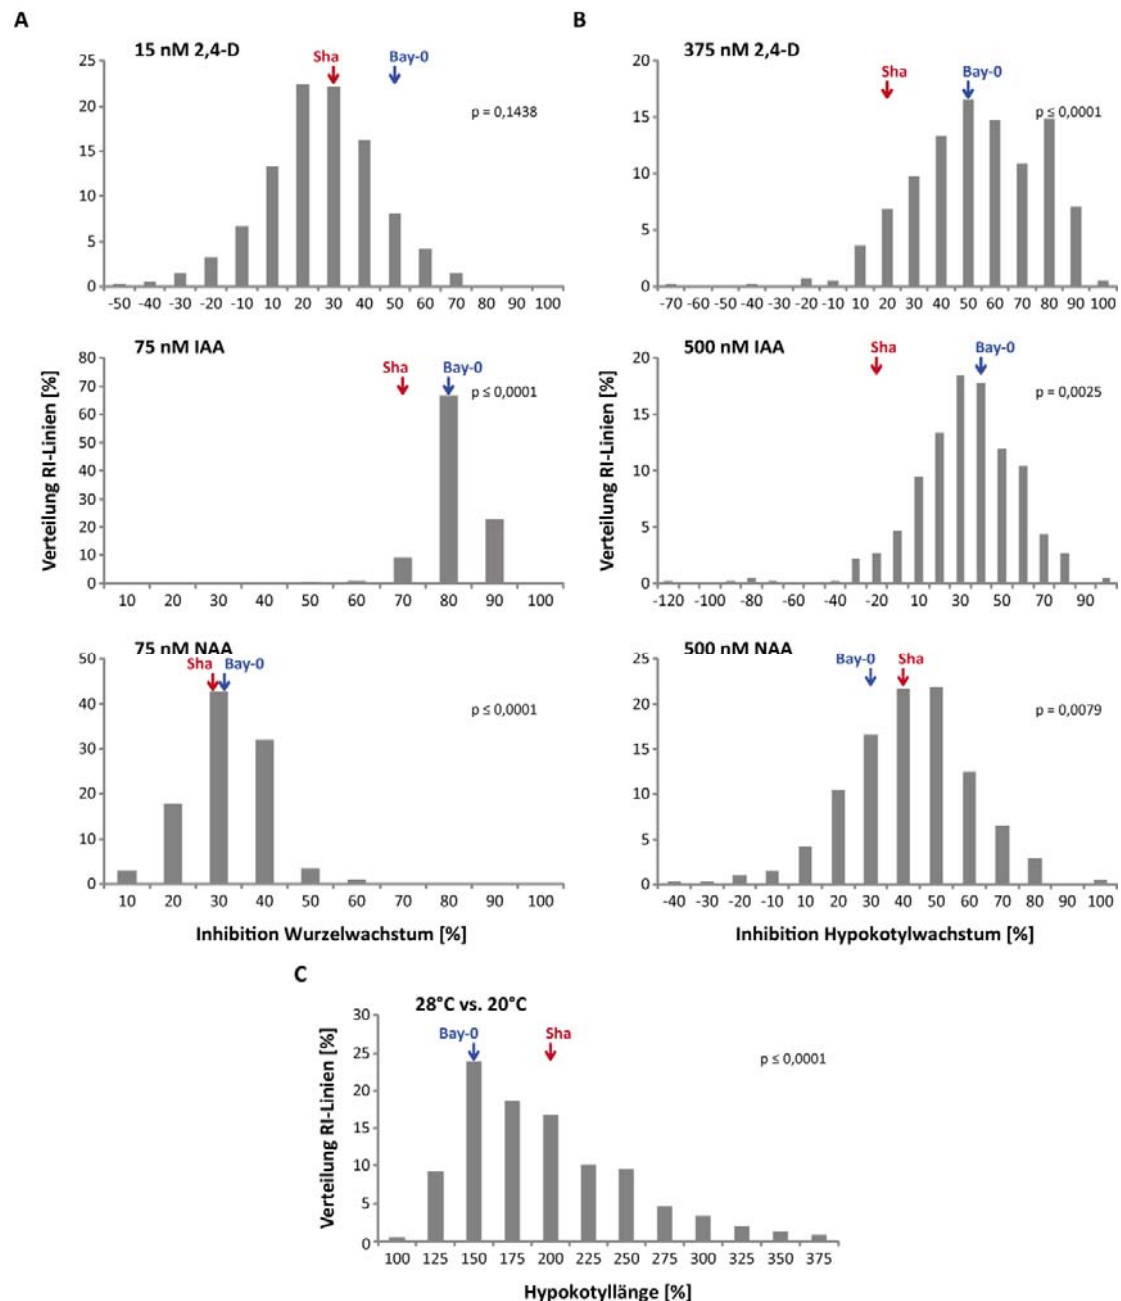 A
B
15 nM 2,4-D
25
20
15
10
5
0
Sha
Bay-0
p = 0,1438
-50 -40 -30 -20 -10 10 20 30 40 50 60 70 80 90 100
375 nM 2,4-D
20
15
10
5
0
Sha
Bay-0
p ≤ 0,0001
-70 -60 -50 -40 -30 -20 -10 10 20 30 40 50 60 70 80 90 100
75 nM IAA
80
70
60
50
40
30
20
10
0
Sha
Bay-0
p ≤ 0,0001
10 20 30 40 50 60 70 80 90 100
Verteilung RI-Linien [%]
500 nM IAA
20
15
10
5
0
Sha
Bay-0
p = 0,0025
-120 -100 -80 -60 -40 -20 10 30 50 70 90
Verteilung RI-Linien [%]
75 nM NAA
50
40
30
20
10
0
Sha
Bay-0
p ≤ 0,0001
10 20 30 40 50 60 70 80 90 100
Inhibition Wurzelwachstum [%]
500 nM NAA
25
20
15
10
5
0
Bay-0
Sha
p = 0,0079
-40 -30 -20 -10 10 20 30 40 50 60 70 80 90 100
Inhibition Hypokotylwachstum [%]
C
28°C vs. 20°C
30
25
20
15
10
5
0
Bay-0
Sha
p ≤ 0,0001
100 125 150 175 200 225 250 275 300 325 350 375
Verteilung RI-Linien [%]
Hypokotyllänge [%]